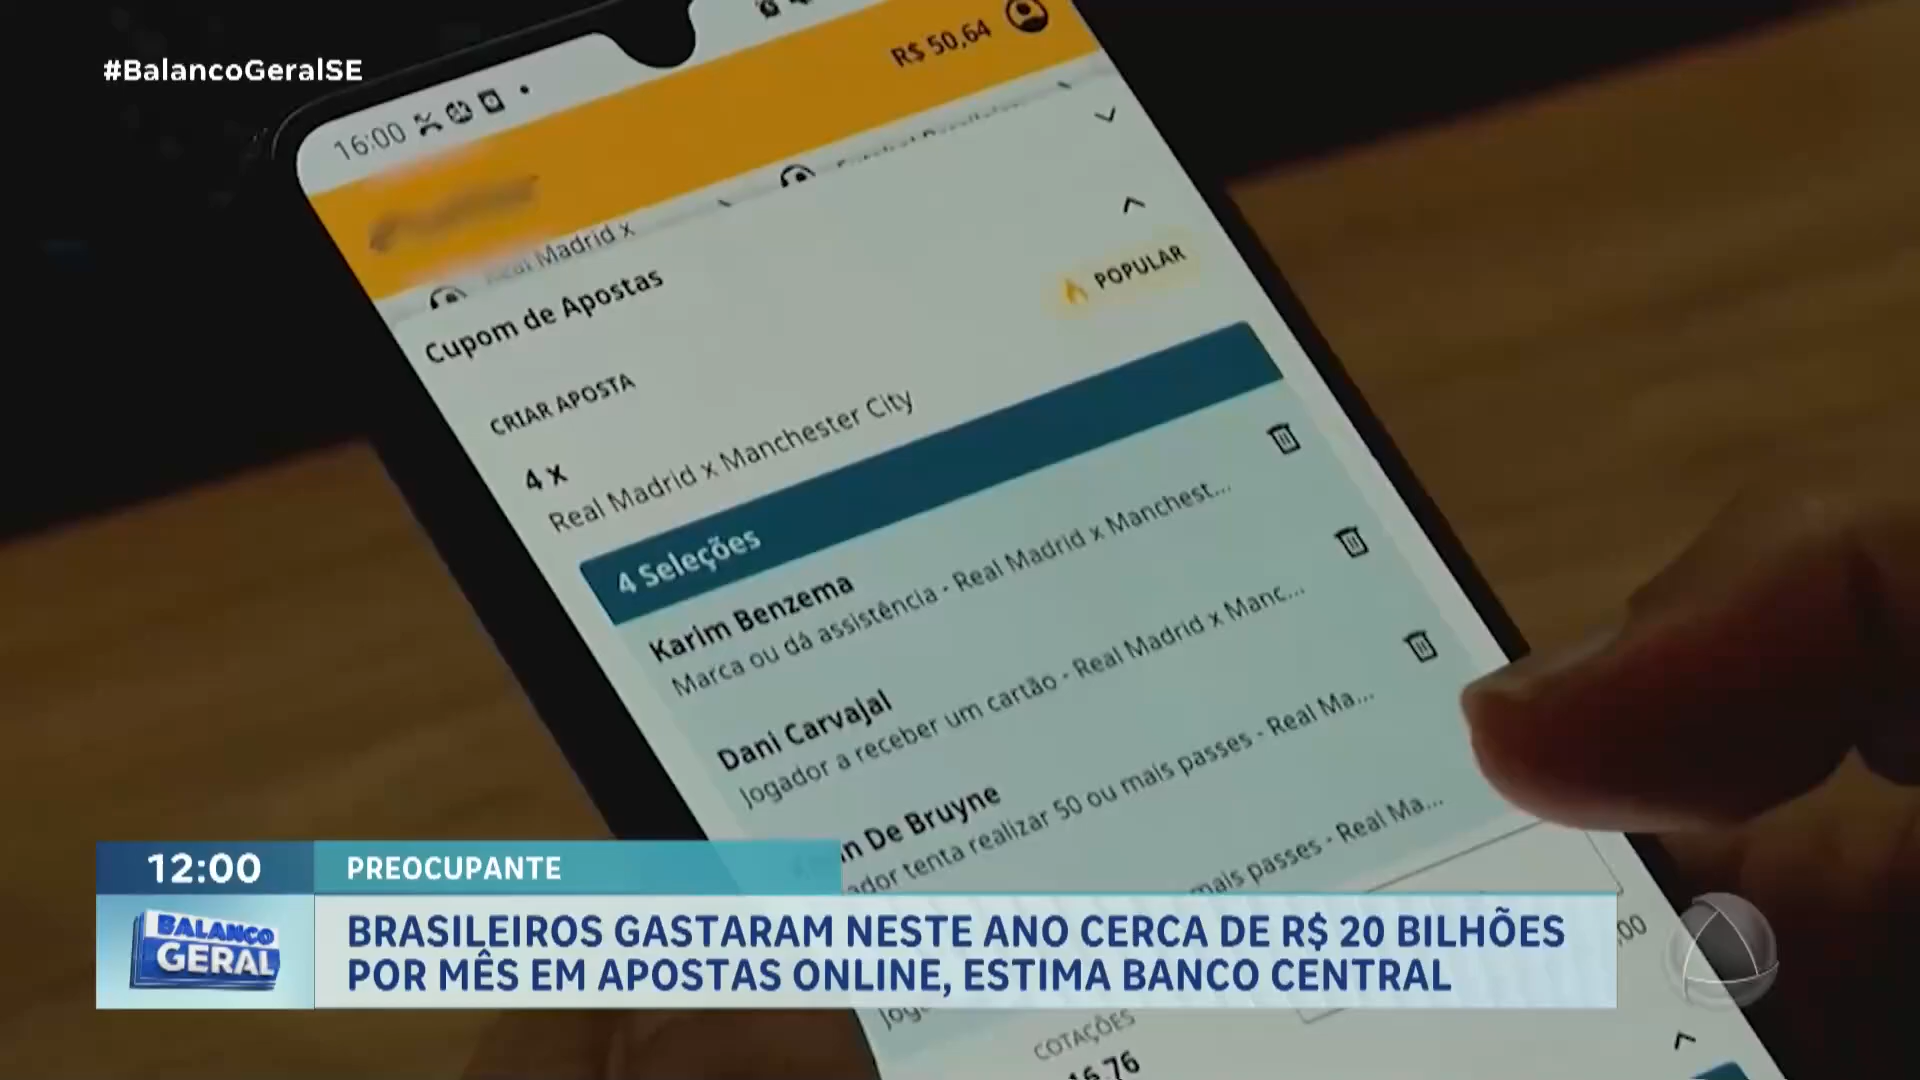 #BalancoGeralSE
16:00
R$ 50,64
Real Madrid x
Cupom de Apostas
POPULAR
CRIAR APOSTA
4 x
Real Madrid x Manchester City
4 Seleções
Karim Benzema
Marca ou dá assistência - Real Madrid x Manchest...
Dani Carvajal
Jogador a receber um cartão - Real Madrid x Manc...
De Bruyne
tenta realizar 50 ou mais passes - Real Ma...
mais passes - Real Ma...
COTAÇÕES
12:00
PREOCUPANTE
BALANCO
GERAL
BRASILEIROS GASTARAM NESTE ANO CERCA DE R$ 20 BILHÕES
POR MÊS EM APOSTAS ONLINE, ESTIMA BANCO CENTRAL